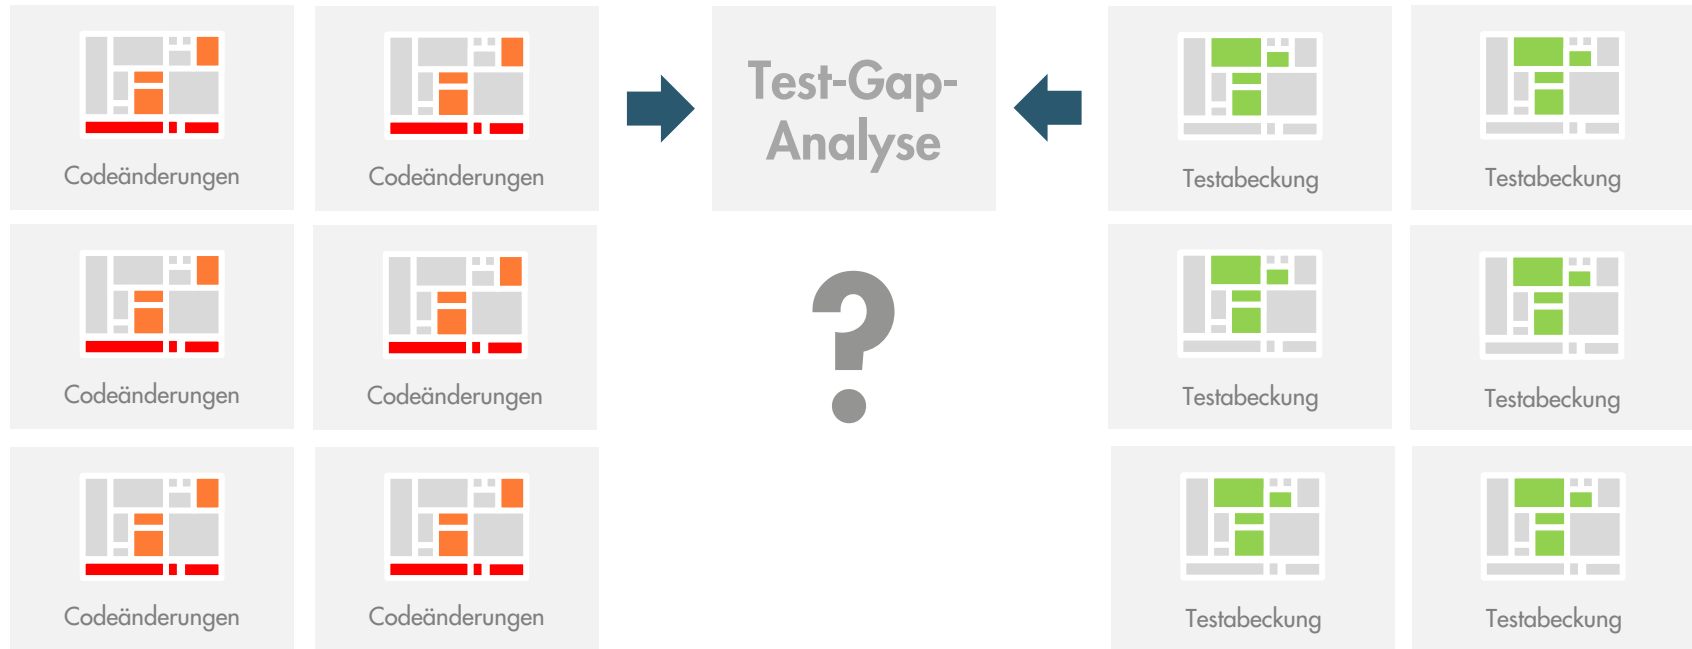 Codeänderungen
Codeänderungen
Test-Gap-
Analyse
Testabeckung
Testabeckung
Codeänderungen
Codeänderungen
?
Testabeckung
Testabeckung
Codeänderungen
Codeänderungen
Testabeckung
Testabeckung